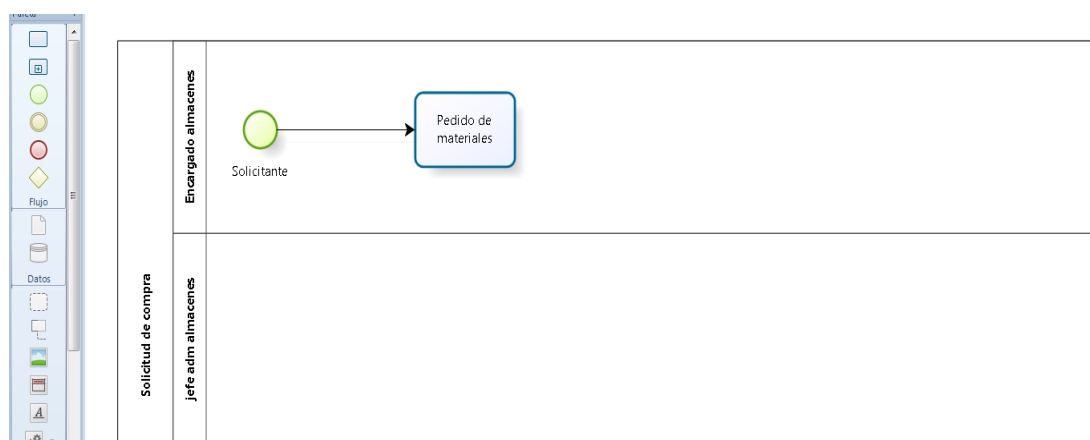 Flujo
Datos
Solicitud de compra
Encargado almacenes
Solicitante
Pedido de
materiales
jefe adm almacenes
A